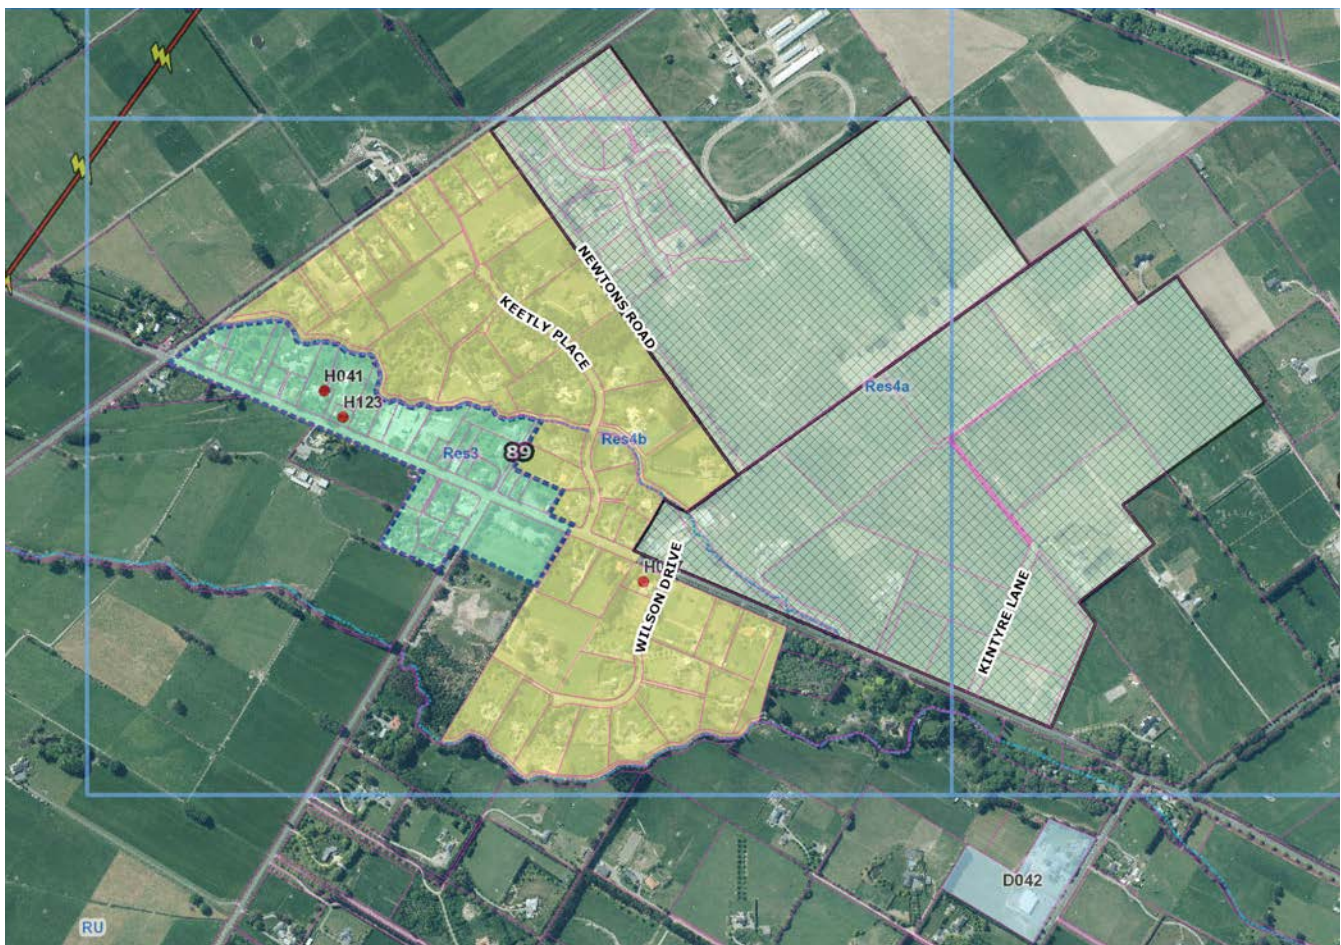 NEWTONS ROAD
KEETLY PLACE
H041
Res4a
H123
Res4b
Res3
89
WILSON DRIVE
KINTYRE LANE
D042
RU